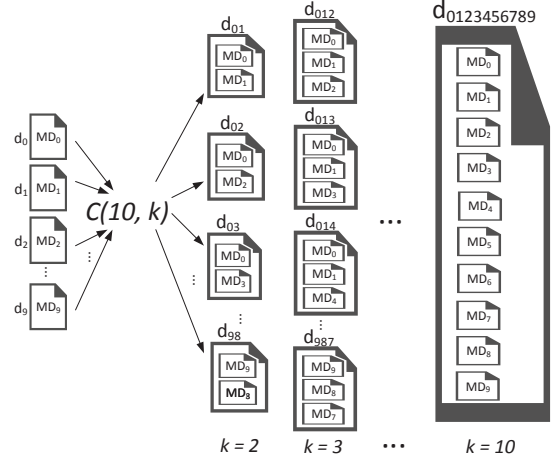 d0
MD0
d1
MD1
d2
MD2
...
...
d9
MD9
C(10, k)
d01
MD0
MD1
d02
MD0
MD2
d03
MD0
MD3
...
...
d98
MD9
MD8
k = 2
d012
MD0
MD1
MD2
d013
MD0
MD1
MD3
d014
MD0
MD1
MD4
...
d987
MD9
MD8
MD7
k = 3
...
...
d0123456789
MD0
MD1
MD2
MD3
MD4
MD5
MD6
MD7
MD8
MD9
k = 10